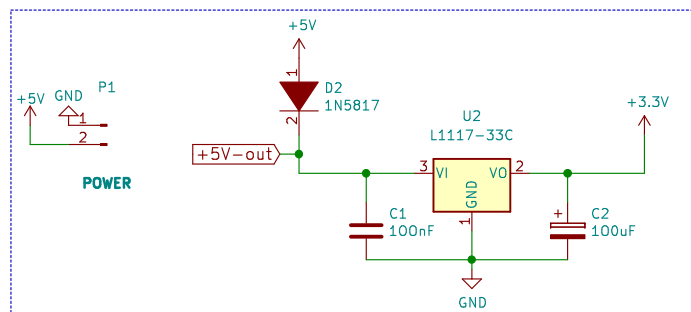 +5V
P1
GND
+5V
1
2
POWER
1
D2
1N5817
2
+5V-out
U2
L1117-33C
+3.3V
3
VI
VO
2
GND
1
C1
100nF
+
C2
100uF
GND